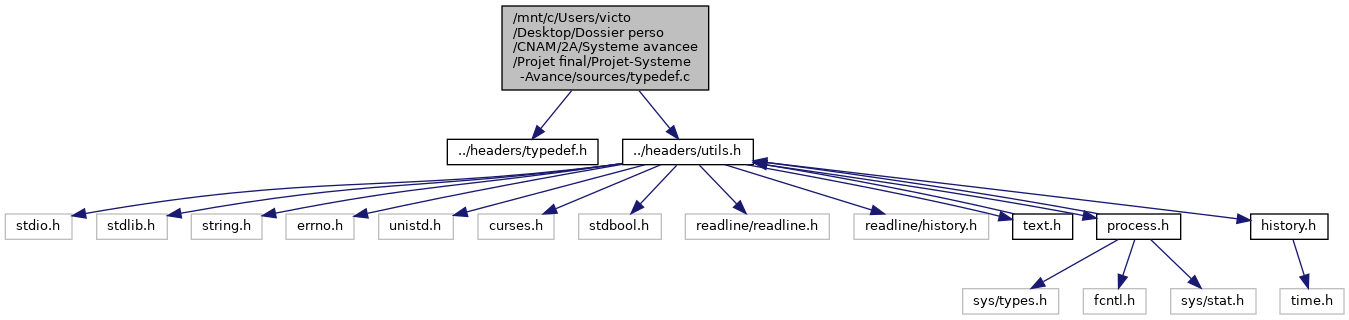 /mnt/c/Users/victo
/Desktop/Dossier perso
/CNAM/2A/Systeme avancee
/Projet final/Projet-Systeme
-Avance/sources/typedef.c
../headers/typedef.h
../headers/utils.h
stdio.h
stdlib.h
string.h
errno.h
unistd.h
curses.h
stdbool.h
readline/readline.h
readline/history.h
text.h
process.h
history.h
sys/types.h
fcntl.h
sys/stat.h
time.h